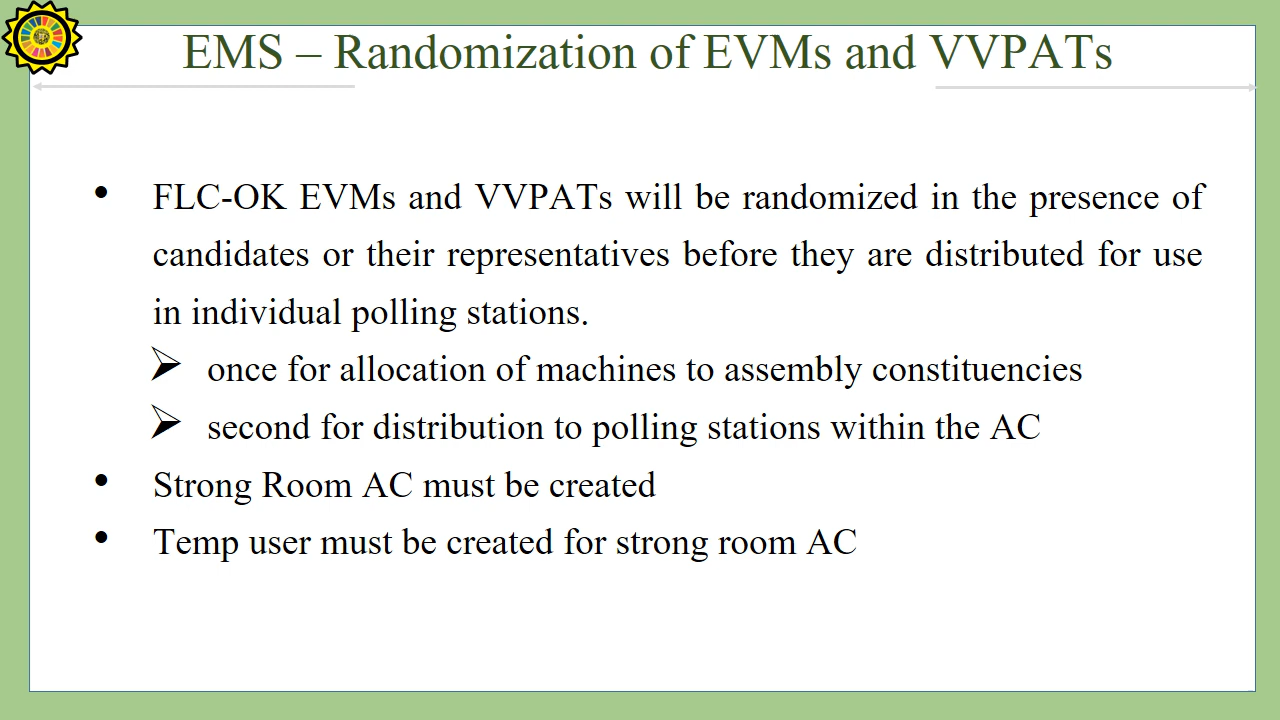 EMS – Randomization of EVMs and VVPATs
• FLC-OK EVMs and VVPATs will be randomized in the presence of
candidates or their representatives before they are distributed for use
in individual polling stations.
➢ once for allocation of machines to assembly constituencies
➢ second for distribution to polling stations within the AC
• Strong Room AC must be created
• Temp user must be created for strong room AC